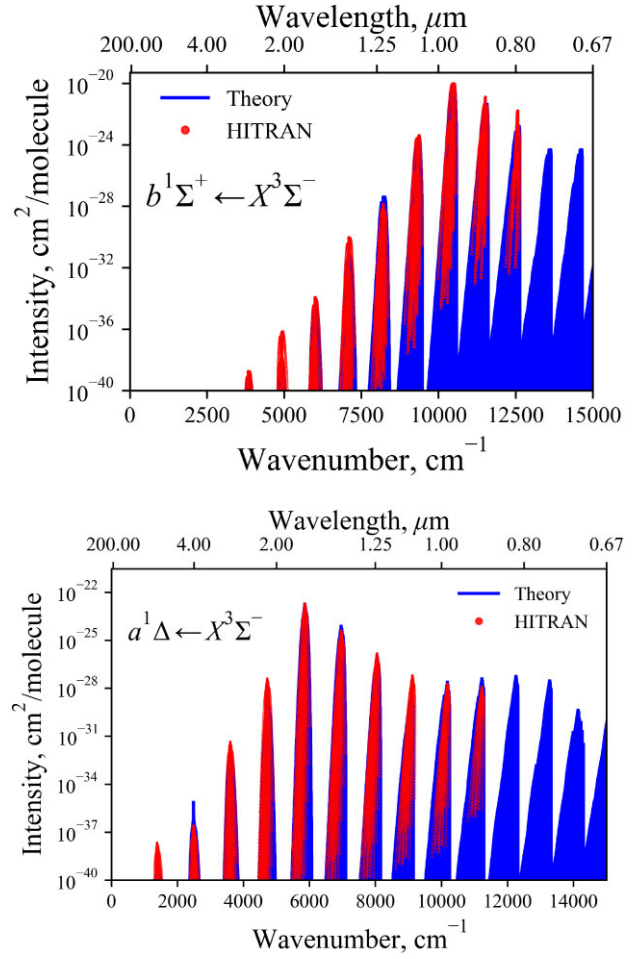 Wavelength, μm
200.00 4.00 2.00 1.25 1.00 0.80 0.67
10⁻²⁰
Theory
HITRAN
10⁻²⁴
b¹Σ⁺ ← X³Σ⁻
10⁻²⁸
10⁻³²
10⁻³⁶
10⁻⁴⁰
Intensity, cm²/molecule
0 2500 5000 7500 10000 12500 15000
Wavenumber, cm⁻¹
Wavelength, μm
200.00 4.00 2.00 1.25 1.00 0.80 0.67
10⁻²²
Theory
HITRAN
a¹Δ ← X³Σ⁻
10⁻²⁵
10⁻²⁸
10⁻³¹
10⁻³⁴
10⁻³⁷
10⁻⁴⁰
Intensity, cm²/molecule
0 2000 4000 6000 8000 10000 12000 14000
Wavenumber, cm⁻¹